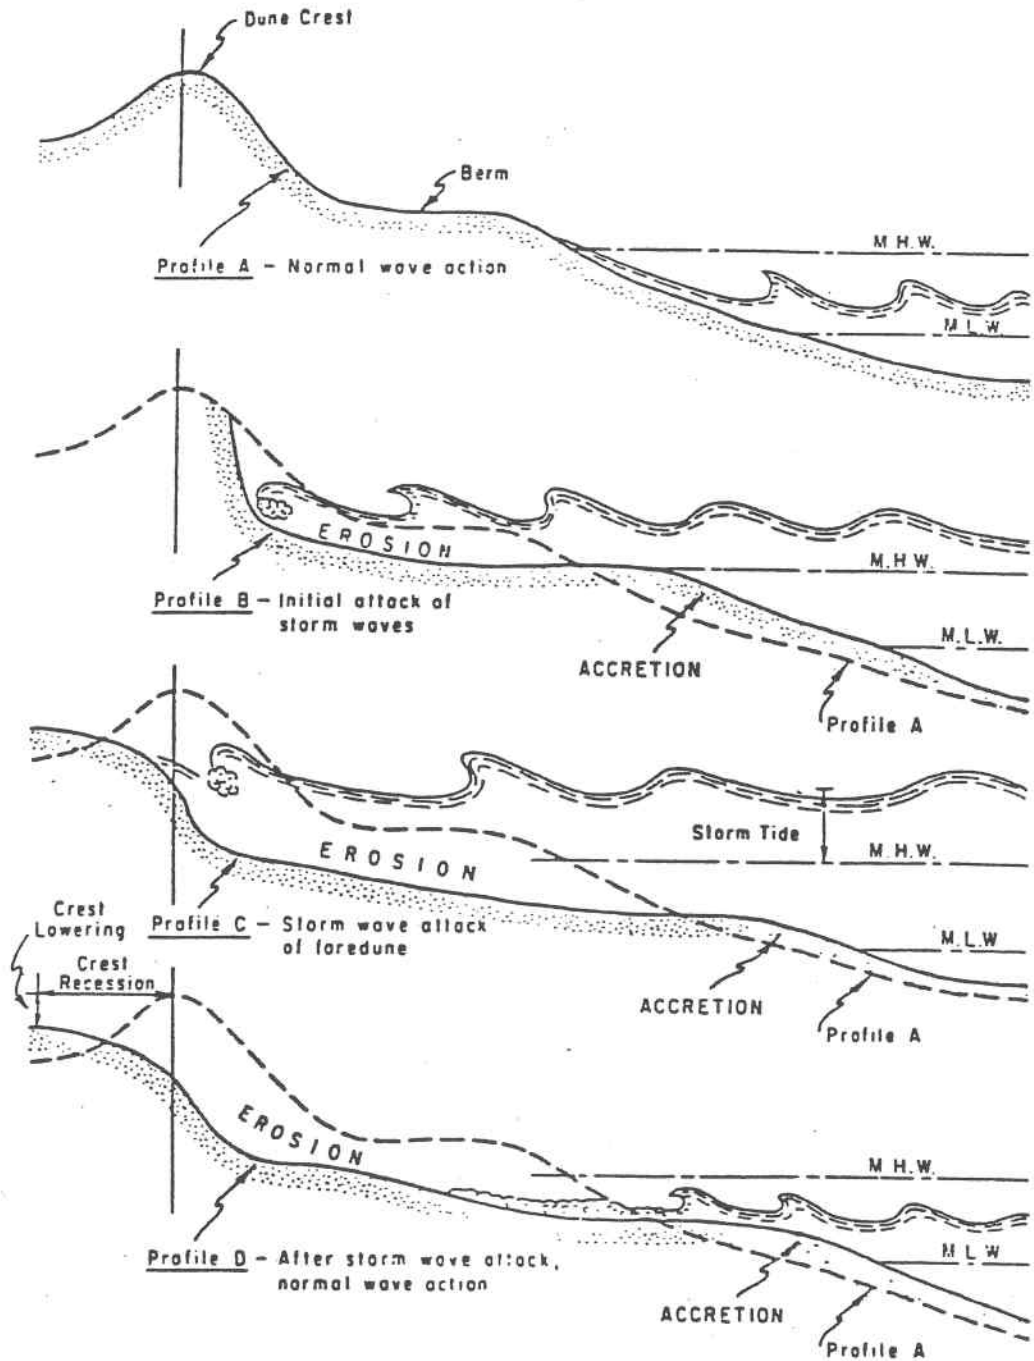 Dune Crest
Berm
M.H.W.
Profile A – Normal wave action
M.L.W.
EROSION
M.H.W.
Profile B – Initial attack of
storm waves
M.L.W.
ACCRETION
Profile A
Storm Tide
EROSION
M.H.W.
Crest
Lowering
Profile C – Storm wave attack
of foredune
M.L.W
Crest
Recession
ACCRETION
Profile A
EROSION
M.H.W.
Profile D – After storm wave attack,
normal wave action
M L W
ACCRETION
Profile A